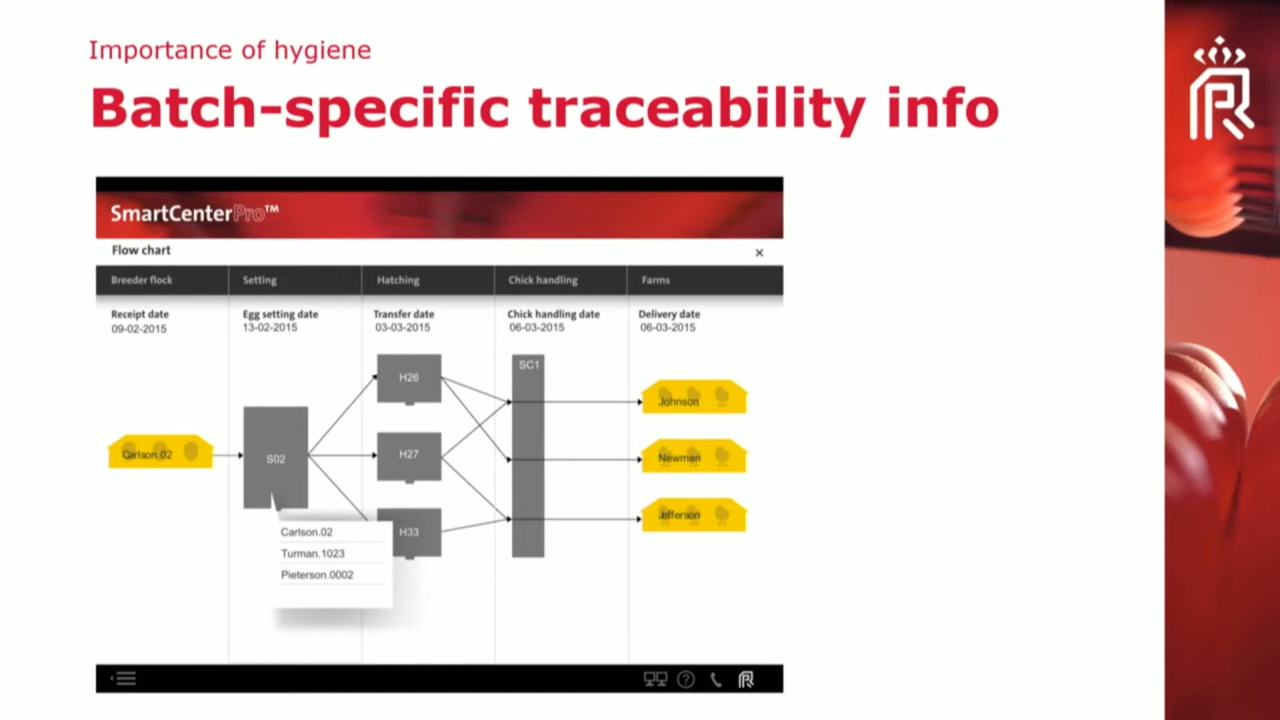 Importance of hygiene
Batch-specific traceability info
SmartCenterPro™
Flow chart
×
Breeder flock
Setting
Hatching
Chick handling
Farms
Receipt date
09-02-2015
Egg setting date
13-02-2015
Transfer date
03-03-2015
Chick handling date
06-03-2015
Delivery date
06-03-2015
Carlson.02
S02
H26
H27
H33
SC1
Johnson
Newman
Jefferson
Carlson.02
Turman.1023
Pieterson.0002